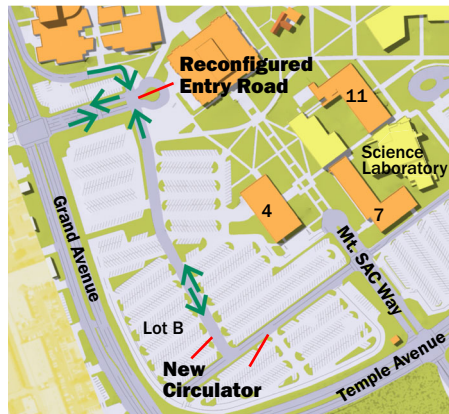 Reconfigured
Entry Road
11
Science
Laboratory
4
7
Grand Avenue
Mt. SAC Way
Lot B
New
Circulator
Temple Avenue